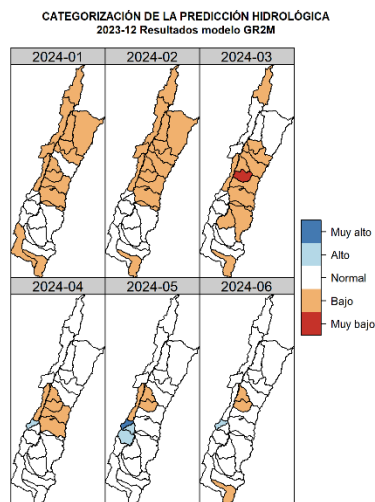 CATEGORIZACIÓN DE LA PREDICCIÓN HIDROLÓGICA
2023-12 Resultados modelo GR2M
2024-01 2024-02 2024-03
Muy alto
Alto
Normal
Bajo
Muy bajo
2024-04 2024-05 2024-06